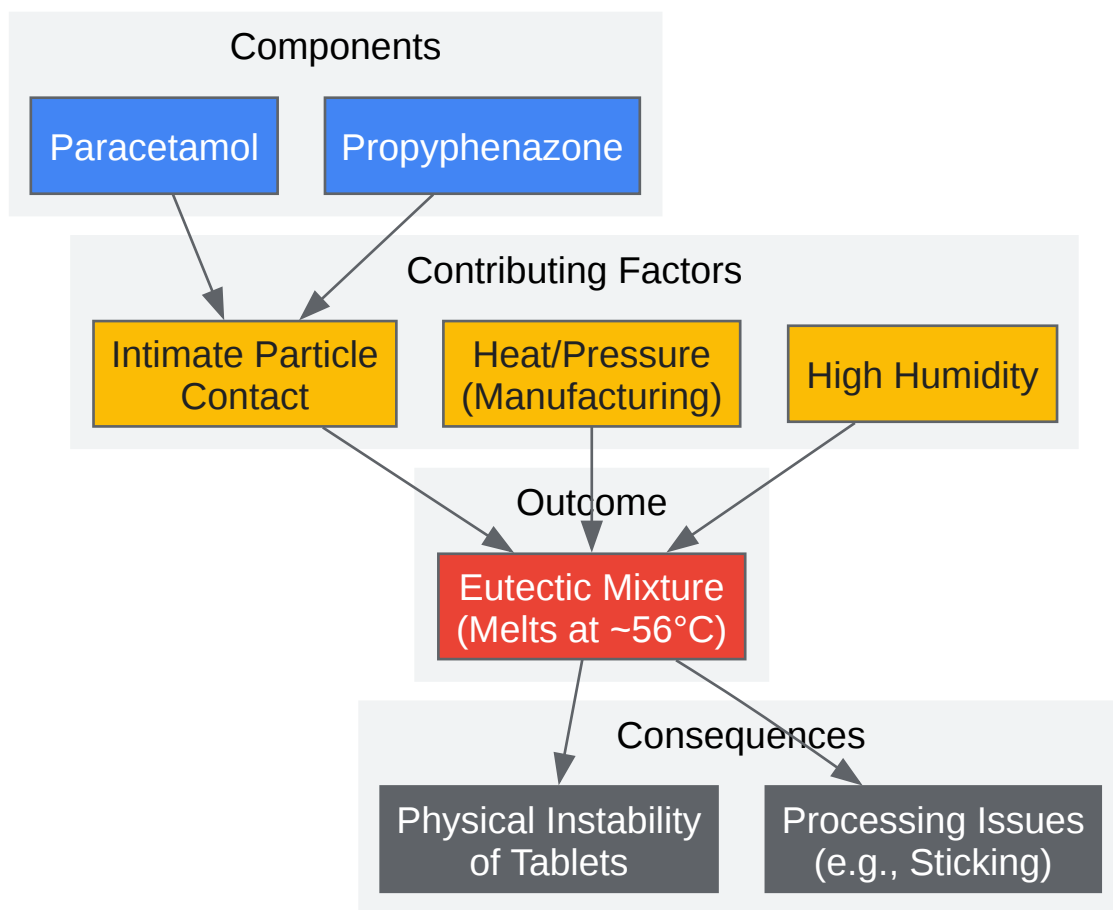 Components
Paracetamol
Propyphenazone
Contributing Factors
Intimate Particle
Contact
Heat/Pressure
(Manufacturing)
High Humidity
Outcome
Eutectic Mixture
(Melts at ~56°C)
Consequences
Physical Instability
of Tablets
Processing Issues
(e.g., Sticking)